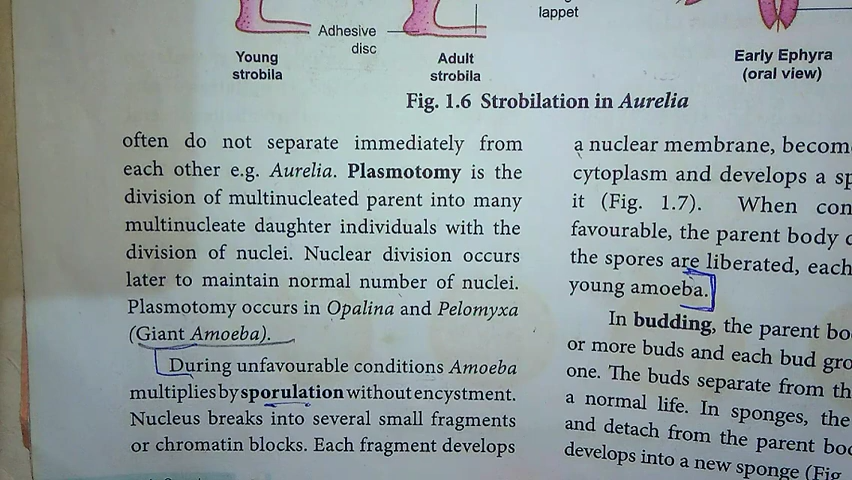 Adhesive
disc
lappet
Young
strobila
Adult
strobila
Early Ephyra
(oral view)
Fig. 1.6 Strobilation in Aurelia
often do not separate immediately from
each other e.g. Aurelia. Plasmotomy is the
division of multinucleated parent into many
multinucleate daughter individuals with the
division of nuclei. Nuclear division occurs
later to maintain normal number of nuclei.
Plasmotomy occurs in Opalina and Pelomyxa
(Giant Amoeba).
During unfavourable conditions Amoeba
multiplies by sporulation without encystment.
Nucleus breaks into several small fragments
or chromatin blocks. Each fragment develops
a nuclear membrane,
cytoplasm and develops a
it (Fig. 1.7). When
favourable, the parent body
the spores are liberated, each
young amoeba.
In budding, the parent
or more buds and each bud
one. The buds separate from
a normal life. In sponges, the
and detach from the parent
develops into a new sponge (Fig